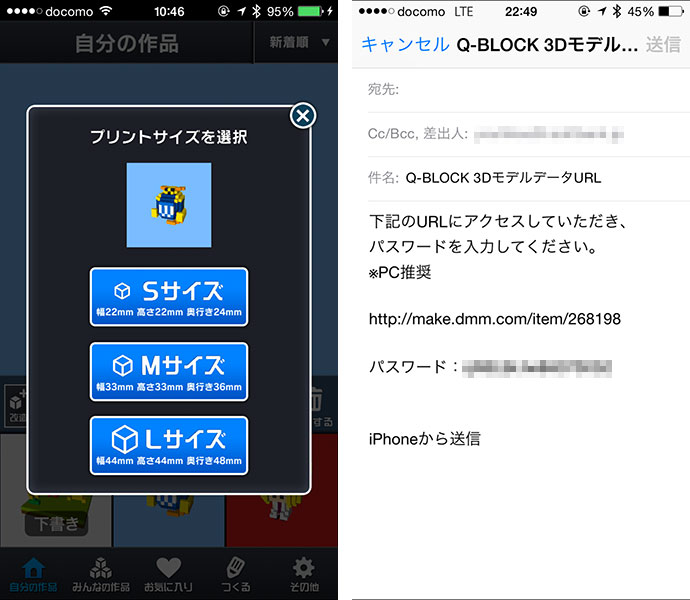 docomo 10:46 95%
自分の作品 新着順 ▼
プリントサイズを選択
Sサイズ
幅22mm 高さ22mm 奥行き24mm
Mサイズ
幅33mm 高さ33mm 奥行き36mm
Lサイズ
幅44mm 高さ44mm 奥行き48mm
改造
する
下書き
自分の作品 みんなの作品 お気に入り つくる その他
docomo LTE 22:49 45%
キャンセル Q-BLOCK 3Dモデル... 送信
宛先:
Cc/Bcc, 差出人:
件名: Q-BLOCK 3DモデルデータURL
下記のURLにアクセスしていただき、
パスワードを入力してください。
※PC推奨
http://make.dmm.com/item/268198
パスワード：
iPhoneから送信